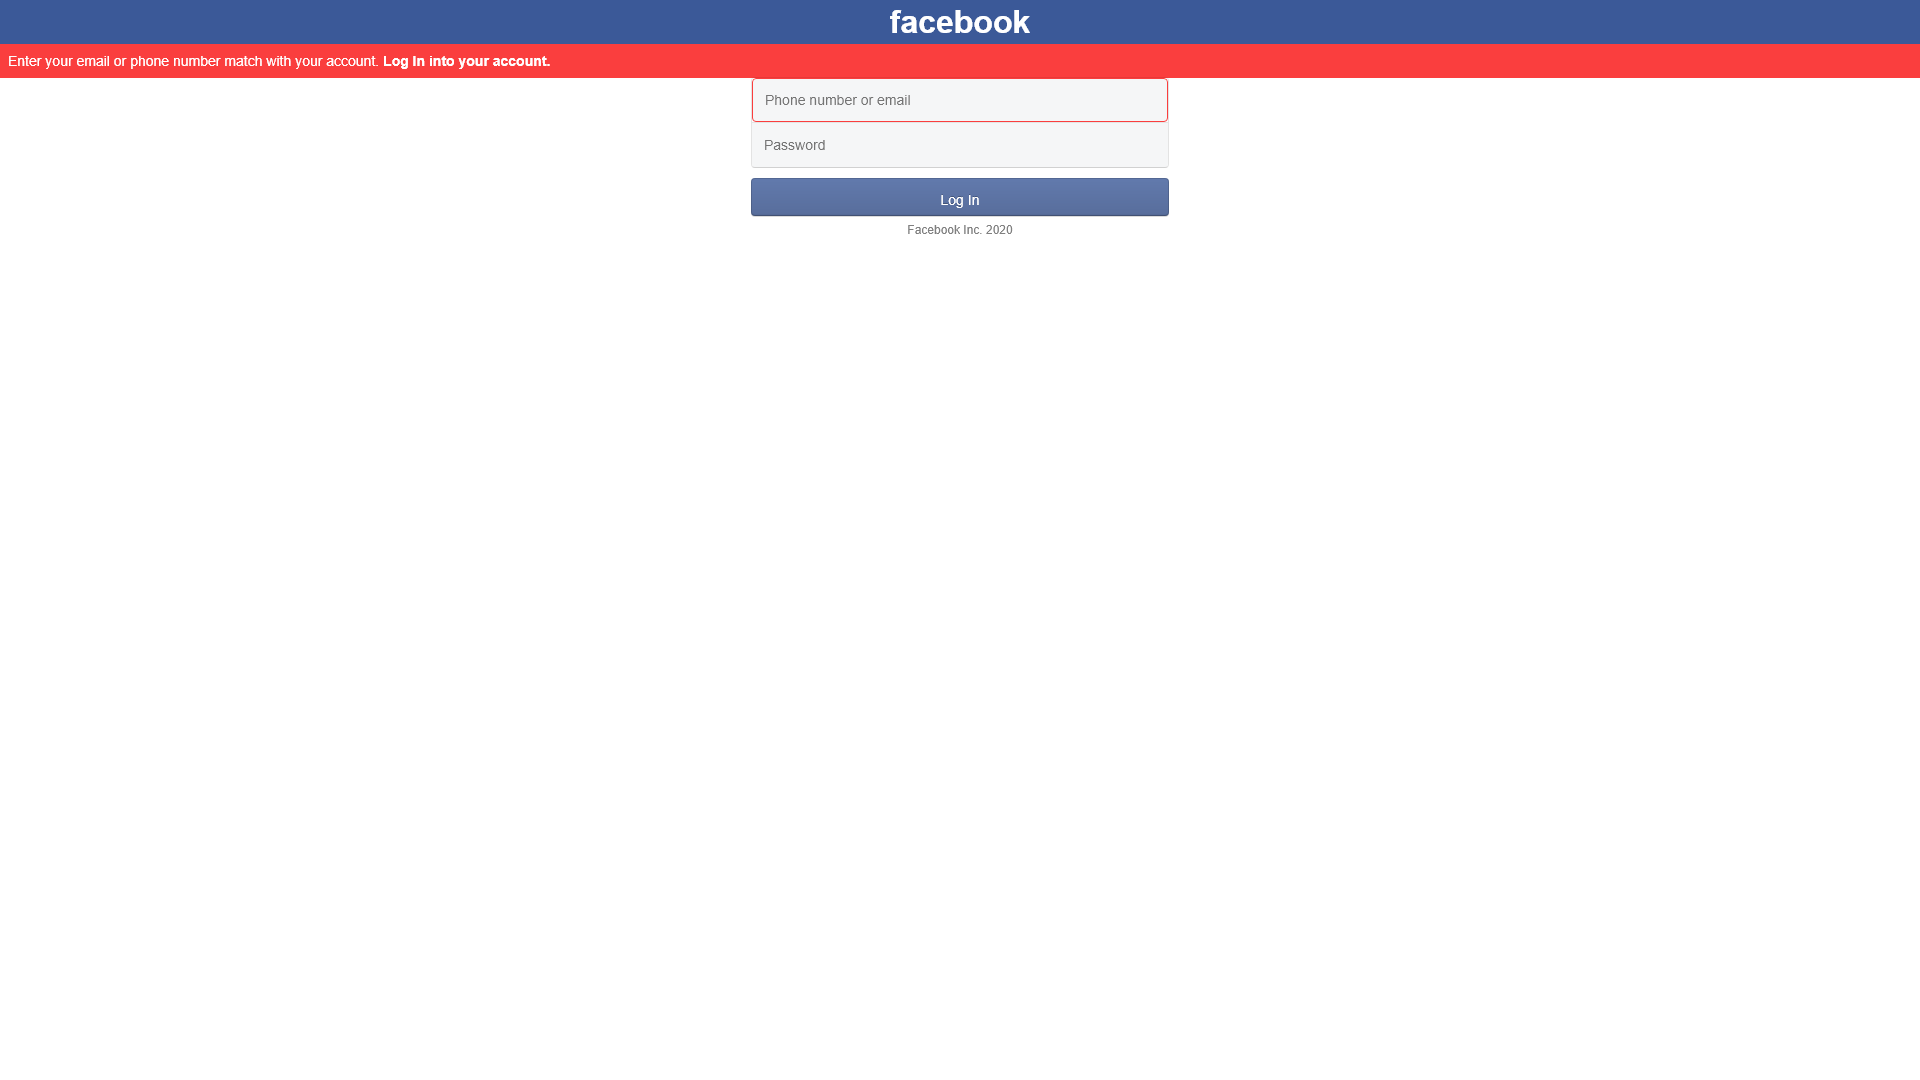 facebook
Enter your email or phone number match with your account. Log In into your account.
Phone number or email
Password
Log In
Facebook Inc. 2020